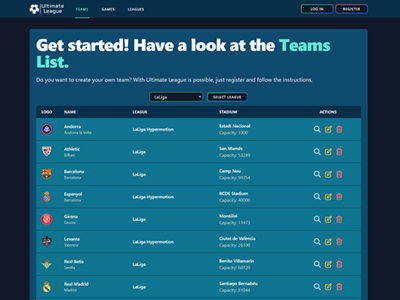 Ultimate
League
TEAMS
GAMES
LEAGUES
LOG IN
REGISTER
Get started! Have a look at the Teams
List.
Do you want to create your own team? With Ultimate League is possible, just register and follow the instructions.
LaLiga
SELECT LEAGUE
LOGO NAME LEAGUE STADIUM ACTIONS
Andorra LaLiga Hypermotion Estadi Nacional
Andorra la Vella Capacity: 3300
Athletic LaLiga San Mamés
Bilbao Capacity: 53289
Barcelona LaLiga Camp Nou
Barcelona Capacity: 99354
Espanyol LaLiga Hypermotion RCDE Stadium
Barcelona Capacity: 40000
Girona LaLiga Montilivi
Girona Capacity: 11413
Levante LaLiga Hypermotion Ciutat de València
Valencia Capacity: 26100
Real Betis LaLiga Benito Villamarín
Sevilla Capacity: 60720
Real Madrid LaLiga Santiago Bernabéu
Madrid Capacity: 81044